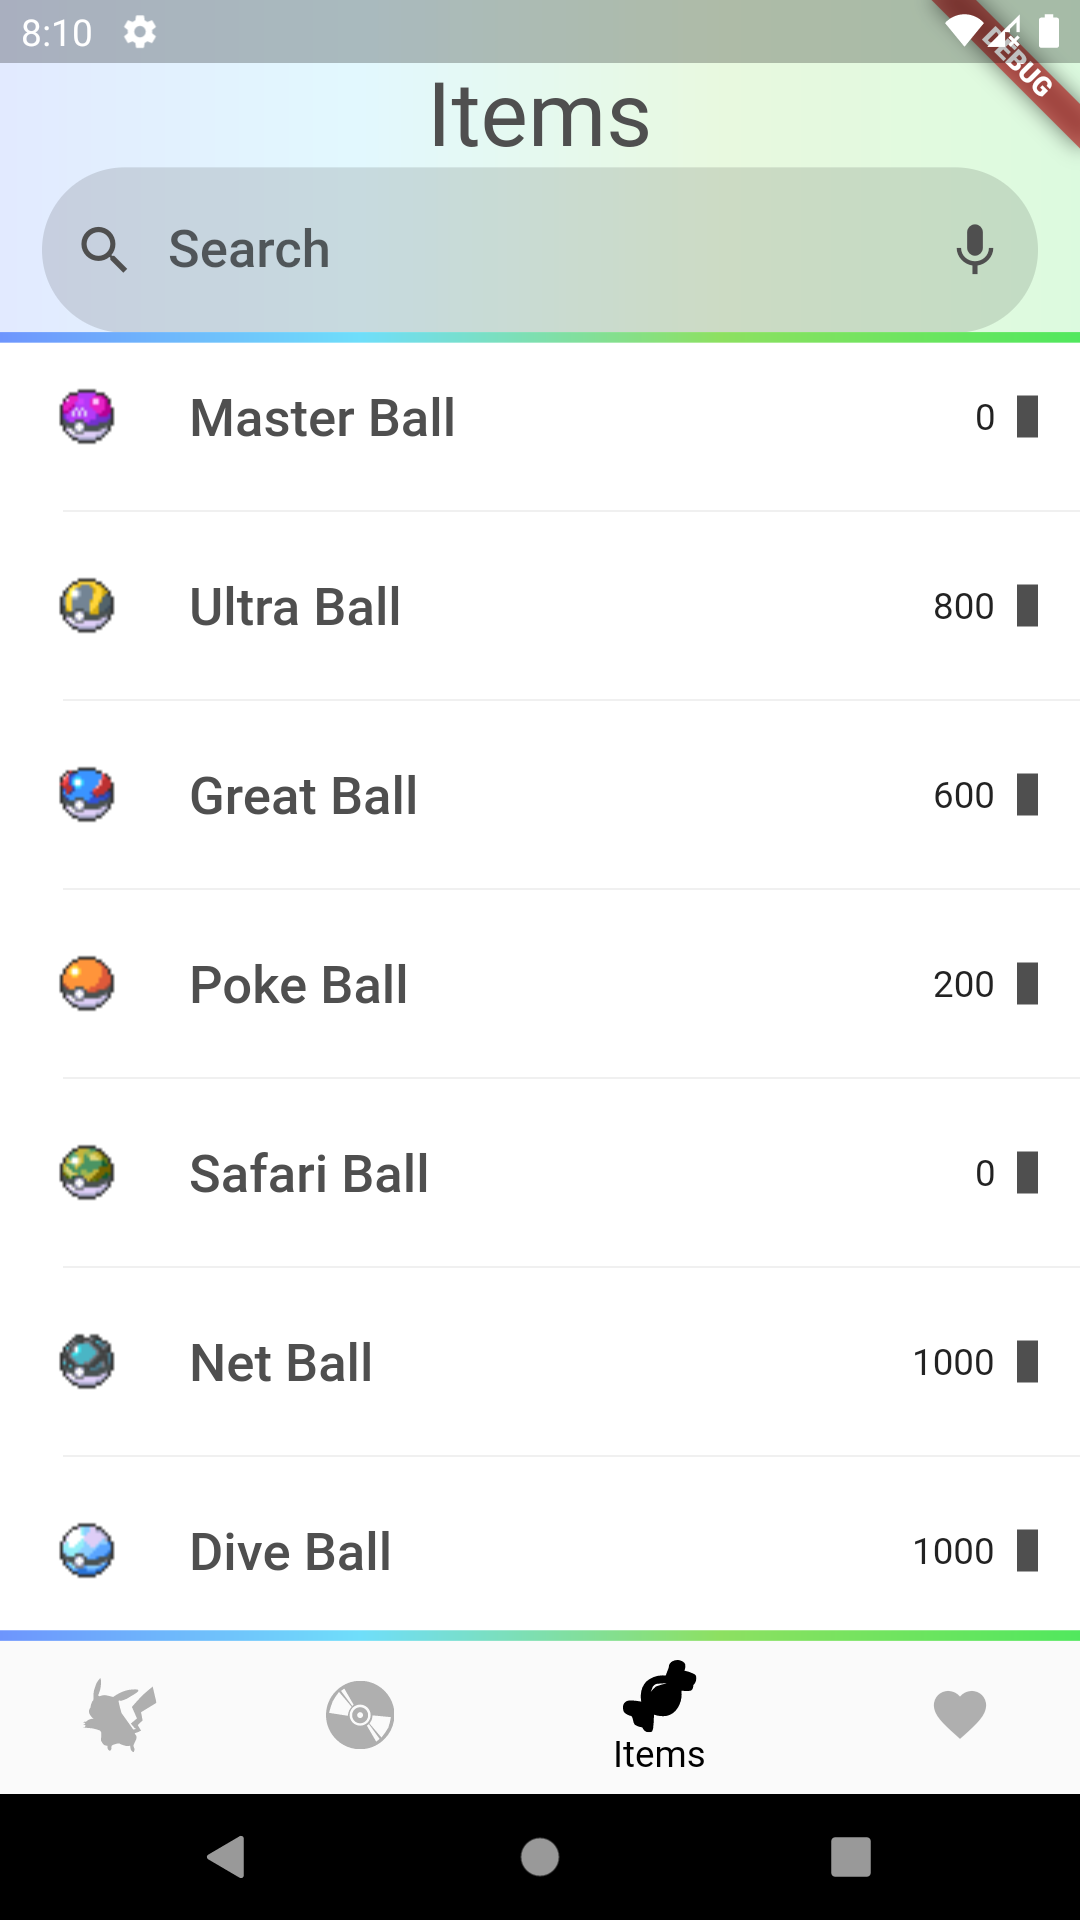 8:10
DEBUG
Items
Search
Master Ball 0
Ultra Ball 800
Great Ball 600
Poke Ball 200
Safari Ball 0
Net Ball 1000
Dive Ball 1000
Items